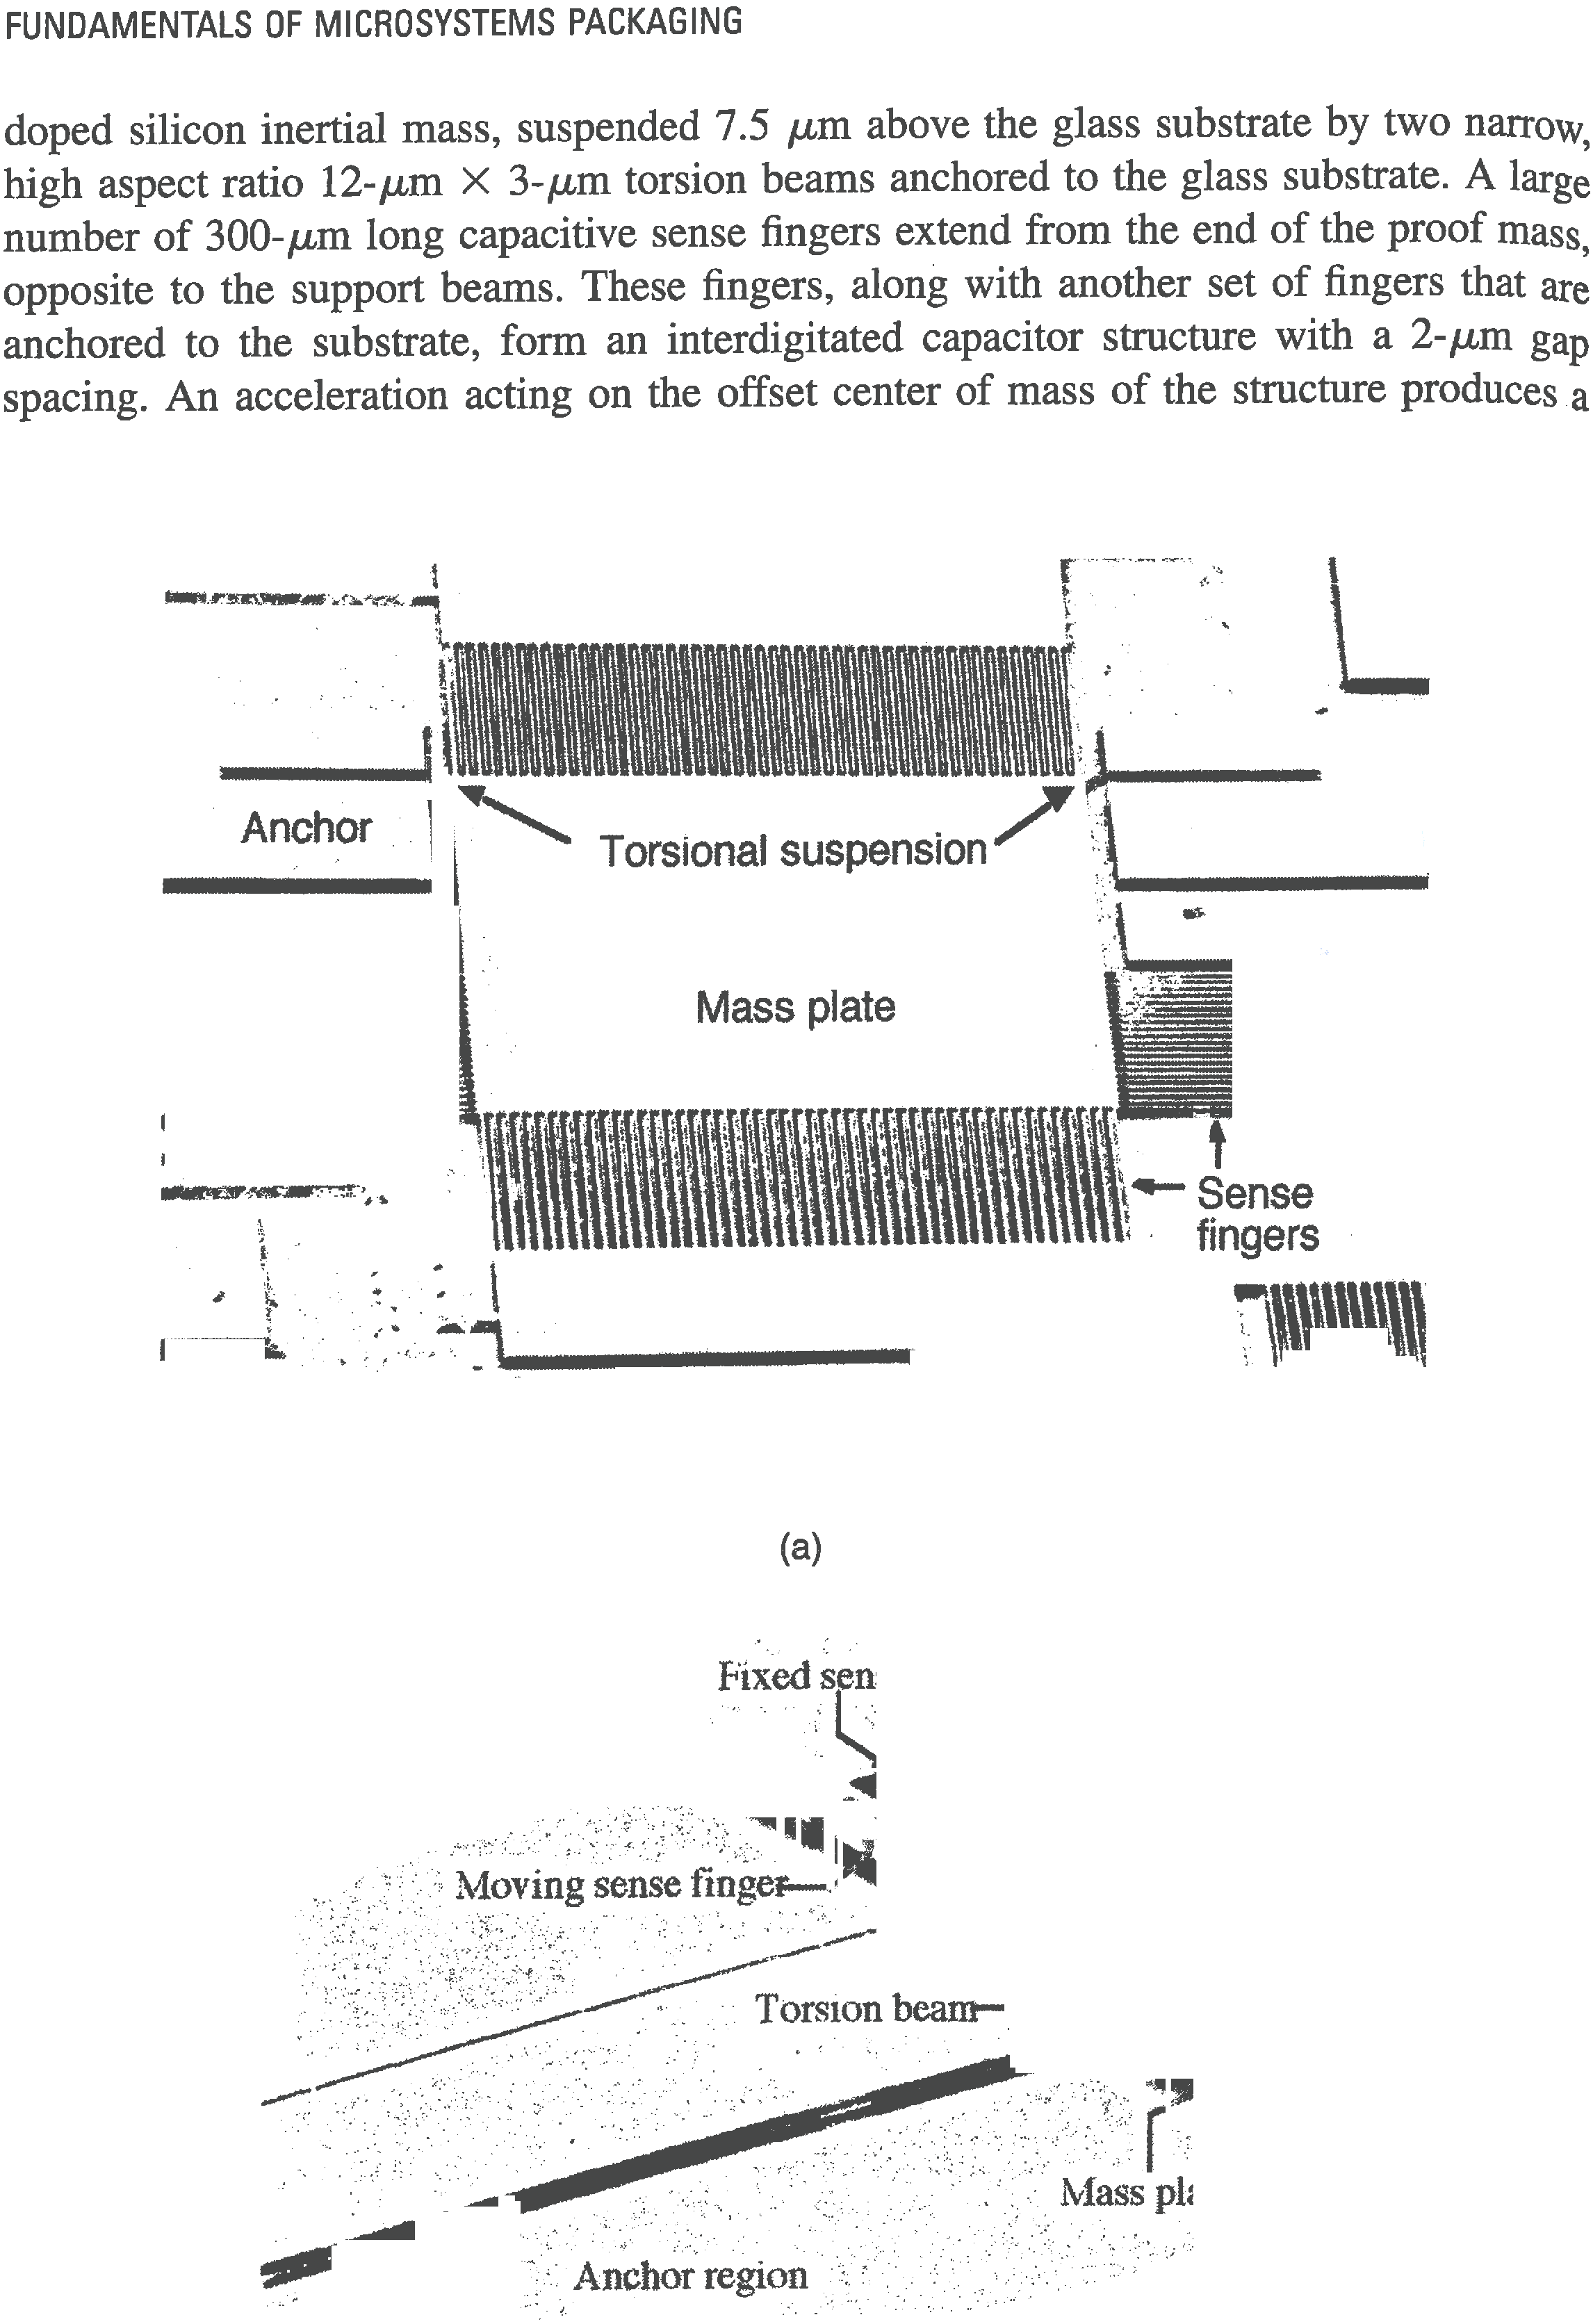 FUNDAMENTALS OF MICROSYSTEMS PACKAGING
doped silicon inertial mass, suspended 7.5 μm above the glass substrate by two narrow,
high aspect ratio 12-μm × 3-μm torsion beams anchored to the glass substrate. A large
number of 300-μm long capacitive sense fingers extend from the end of the proof mass,
opposite to the support beams. These fingers, along with another set of fingers that are
anchored to the substrate, form an interdigitated capacitor structure with a 2-μm gap
spacing. An acceleration acting on the offset center of mass of the structure produces a
Anchor
Torsional suspension
Mass plate
Sense
fingers
(a)
Fixed sen
Moving sense finger
Torsion beam
Mass pl
Anchor region